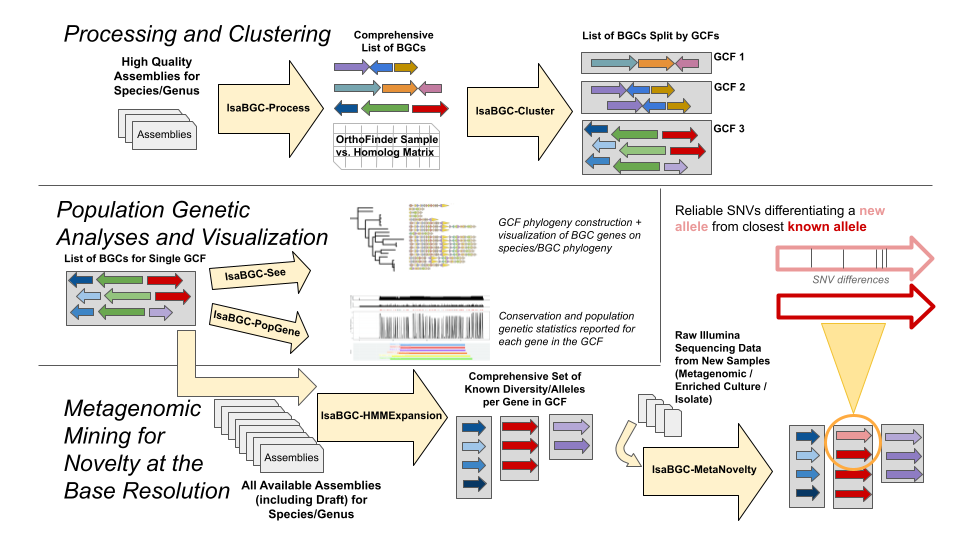 Processing and Clustering
High Quality
Assemblies for
Species/Genus
Assemblies
lsaBGC-Process
Comprehensive
List of BGCs
OrthoFinder Sample
vs. Homolog Matrix
lsaBGC-Cluster
List of BGCs Split by GCFs
GCF 1
GCF 2
GCF 3
Population Genetic
Analyses and Visualization
List of BGCs for Single GCF
lsaBGC-See
lsaBGC-PopGene
GCF phylogeny construction +
visualization of BGC genes on
species/BGC phylogeny
Conservation and population
genetic statistics reported for
each gene in the GCF
Reliable SNVs differentiating a new
allele from closest known allele
SNV differences
Metagenomic
Mining for
Novelty at the
Base Resolution
Assemblies
All Available Assemblies
(including Draft) for
Species/Genus
lsaBGC-HMMExpansion
Comprehensive Set of
Known Diversity/Alleles
per Gene in GCF
Raw Illumina
Sequencing Data
from New Samples
(Metagenomic /
Enriched Culture /
Isolate)
lsaBGC-MetaNovelty